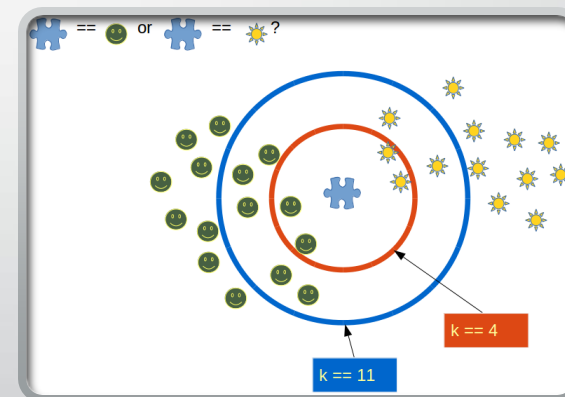 == or == ?
k == 4
k == 11